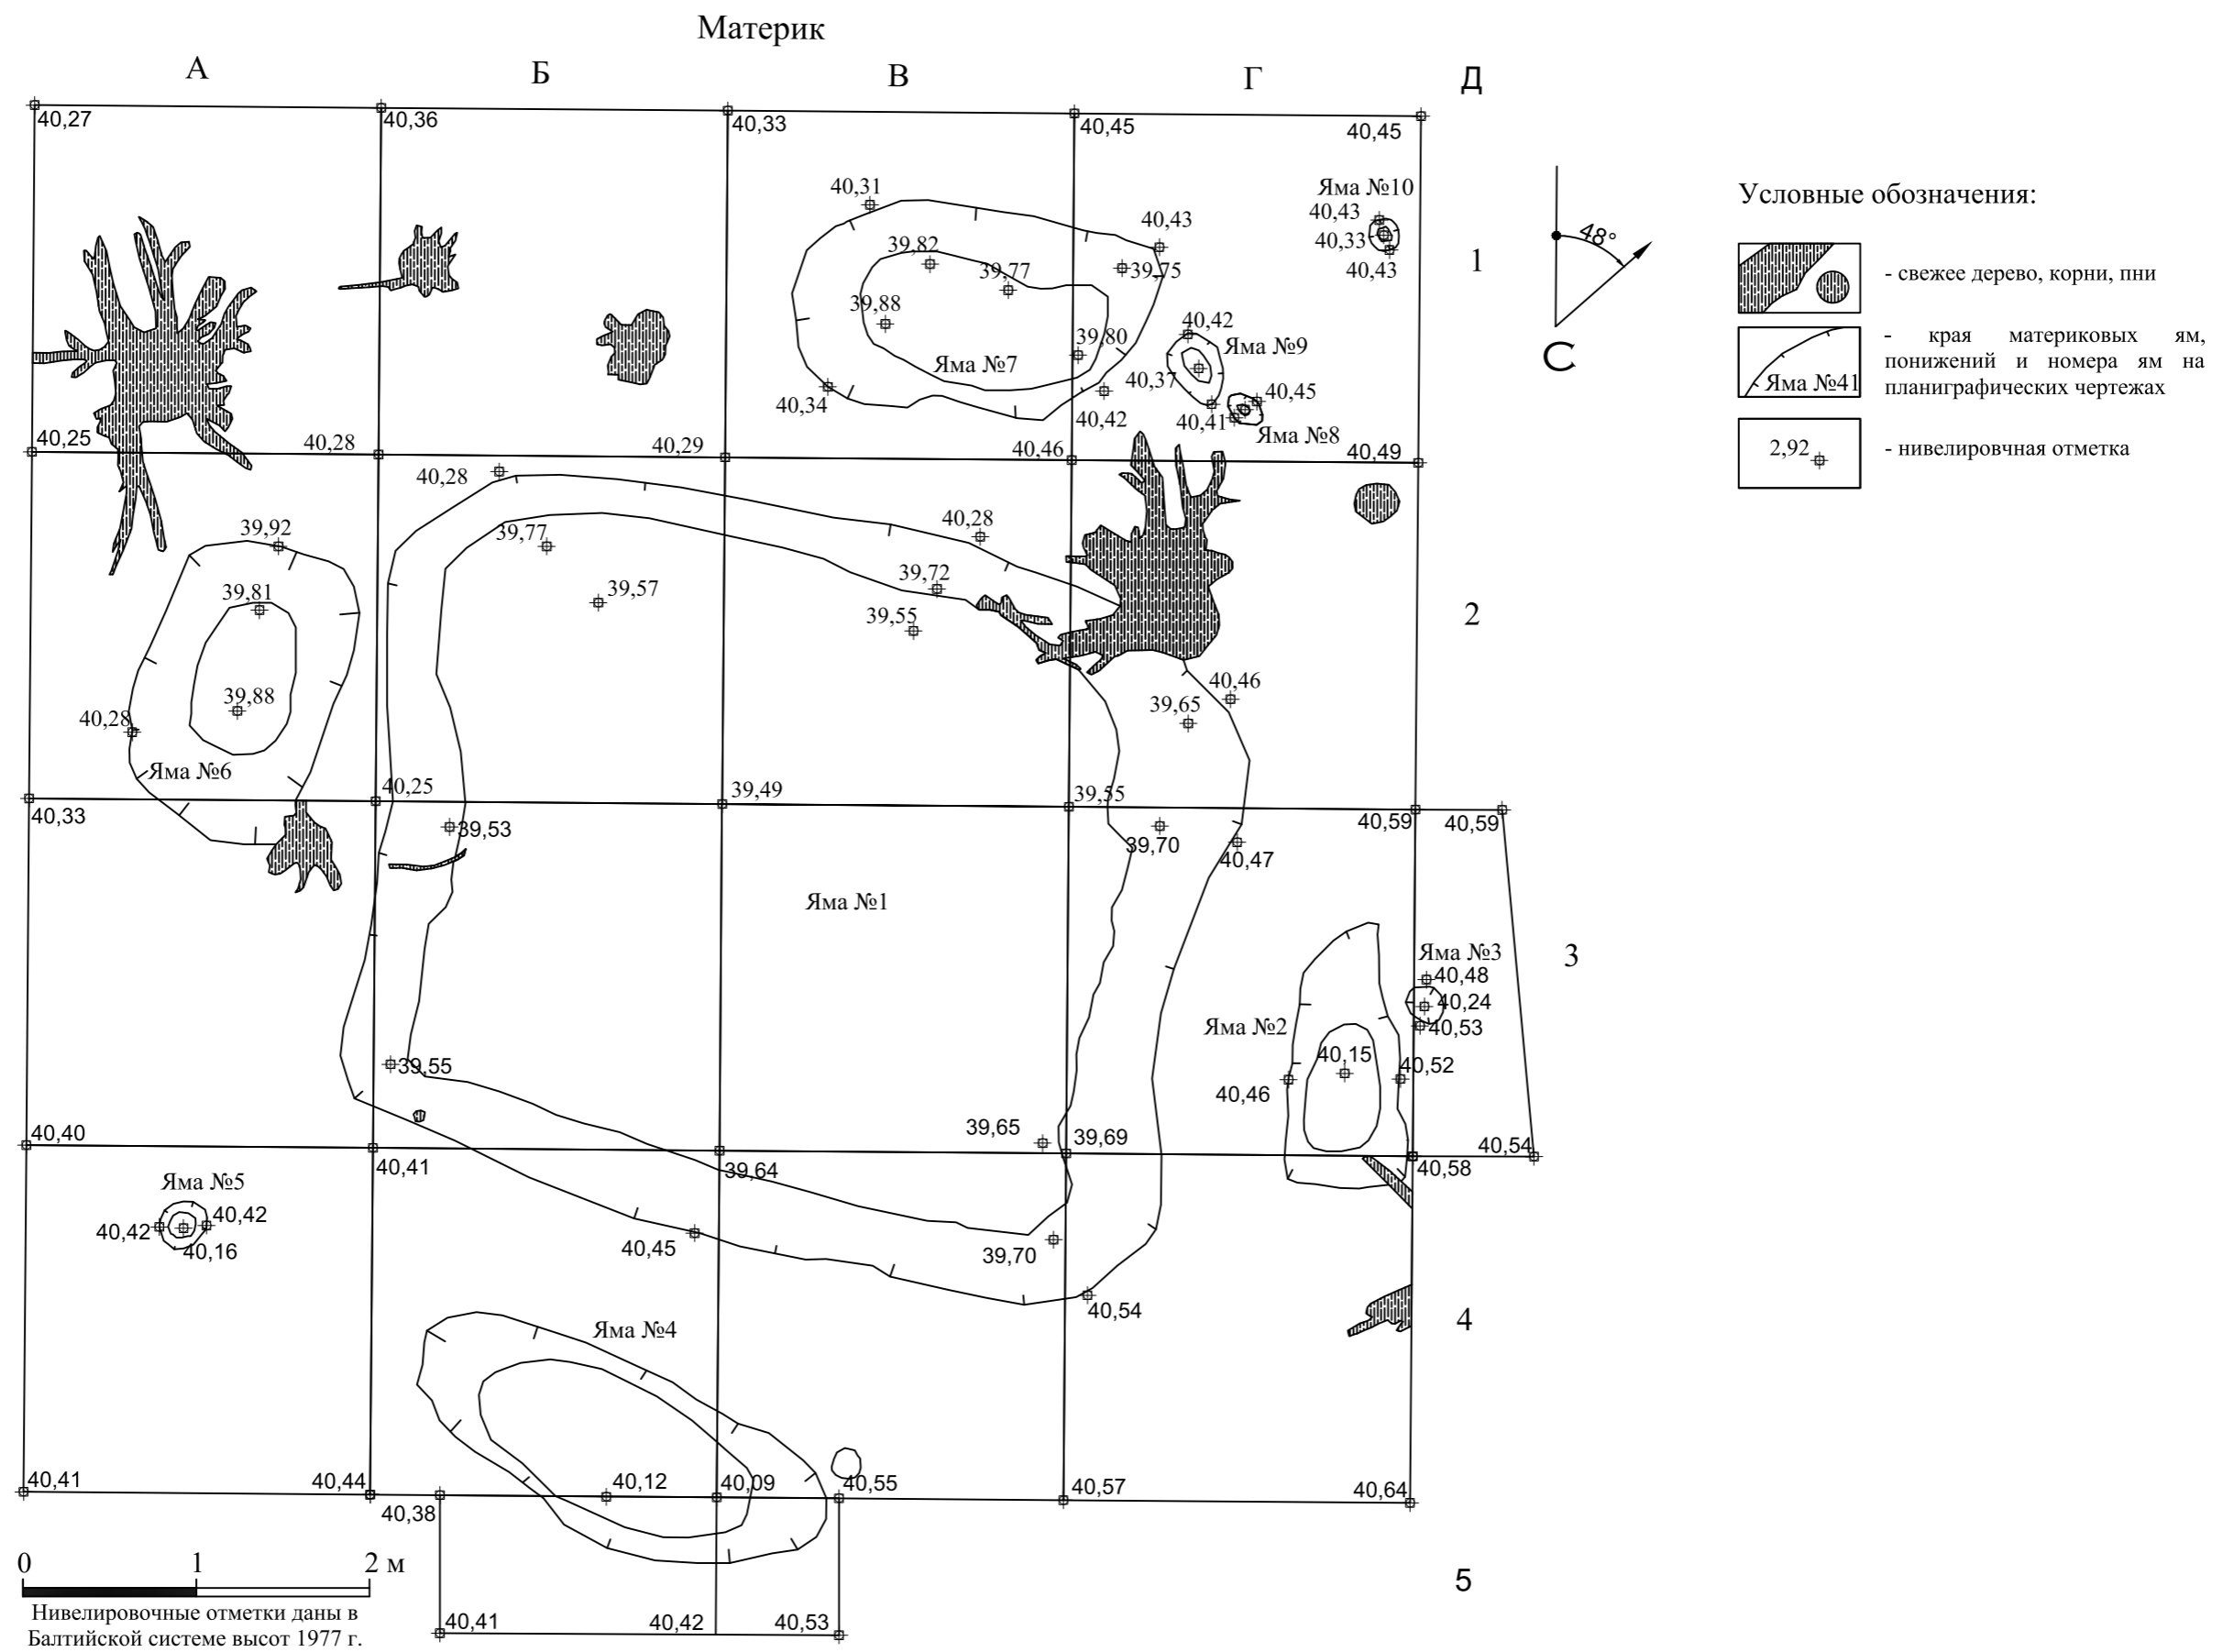 Материк
А Б В Г Д
40,27 40,36 40,33 40,45 40,45
Яма №10
40,31 40,43 40,43
39,82 40,33
39,77 39,75 40,43
1
39,88
40,42
39,80 Яма №9
Яма №7
40,37
40,34 40,42 40,45
40,41
Яма №8
40,25 40,28 40,29 40,46 40,49
40,28
39,92 39,77 40,28
39,81 39,57 39,72
39,55
2
39,88 40,46
40,28 39,65
Яма №6
40,25 39,49 39,55
40,33 40,59 40,59
39,53 39,70
40,47
Яма №1
3
Яма №3
40,48
40,24
Яма №2 40,53
40,15 40,52
39,55
40,46
39,65 39,69
40,40 40,54
40,41 39,64 40,58
Яма №5
40,42 40,42
40,16
40,45 39,70
40,54
4
Яма №4
40,41 40,44 40,12 40,09 40,55 40,57 40,64
40,38
5
40,41 40,42 40,53
0 1 2 м
Нивелировочные отметки даны в
Балтийской системе высот 1977 г.
48°
С
Условные обозначения:
- свежее дерево, корни, пни
- края материковых ям,
понижений и номера ям на
планиграфических чертежах
Яма №41
2,92
- нивелировчная отметка